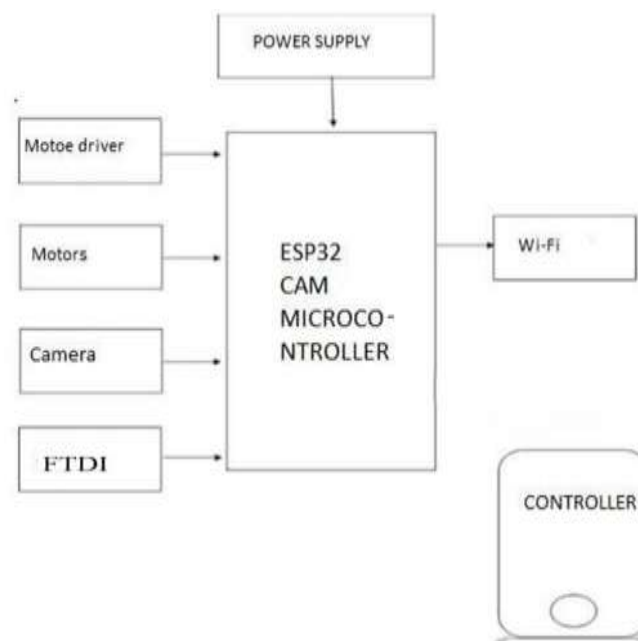 POWER SUPPLY
Motoe driver
Motors
Camera
FTDI
ESP32
CAM
MICROCO-
NTROLLER
Wi-Fi
CONTROLLER